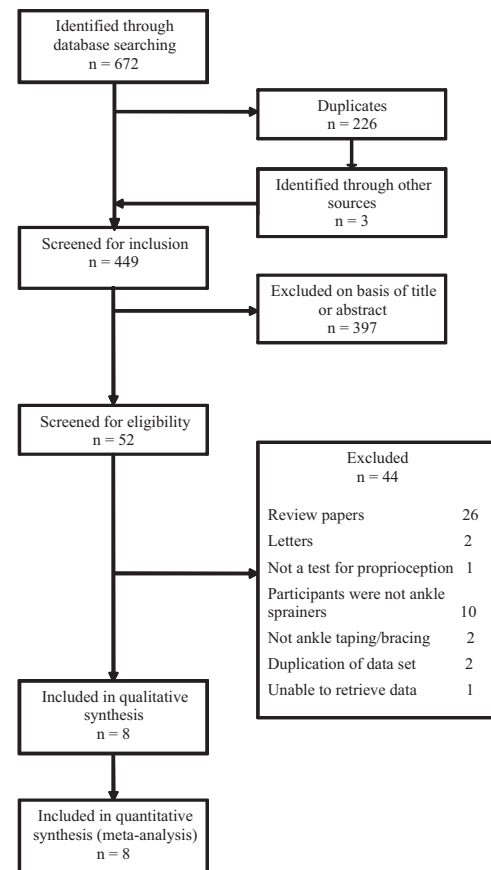 Identified through
database searching
n = 672
Duplicates
n = 226
Identified through other
sources
n = 3
Screened for inclusion
n = 449
Excluded on basis of title
or abstract
n = 397
Screened for eligibility
n = 52
Excluded
n = 44
Review papers 26
Letters 2
Not a test for proprioception 1
Participants were not ankle
sprainers 10
Not ankle taping/bracing 2
Duplication of data set 2
Unable to retrieve data 1
Included in qualitative
synthesis
n = 8
Included in quantitative
synthesis (meta-analysis)
n = 8